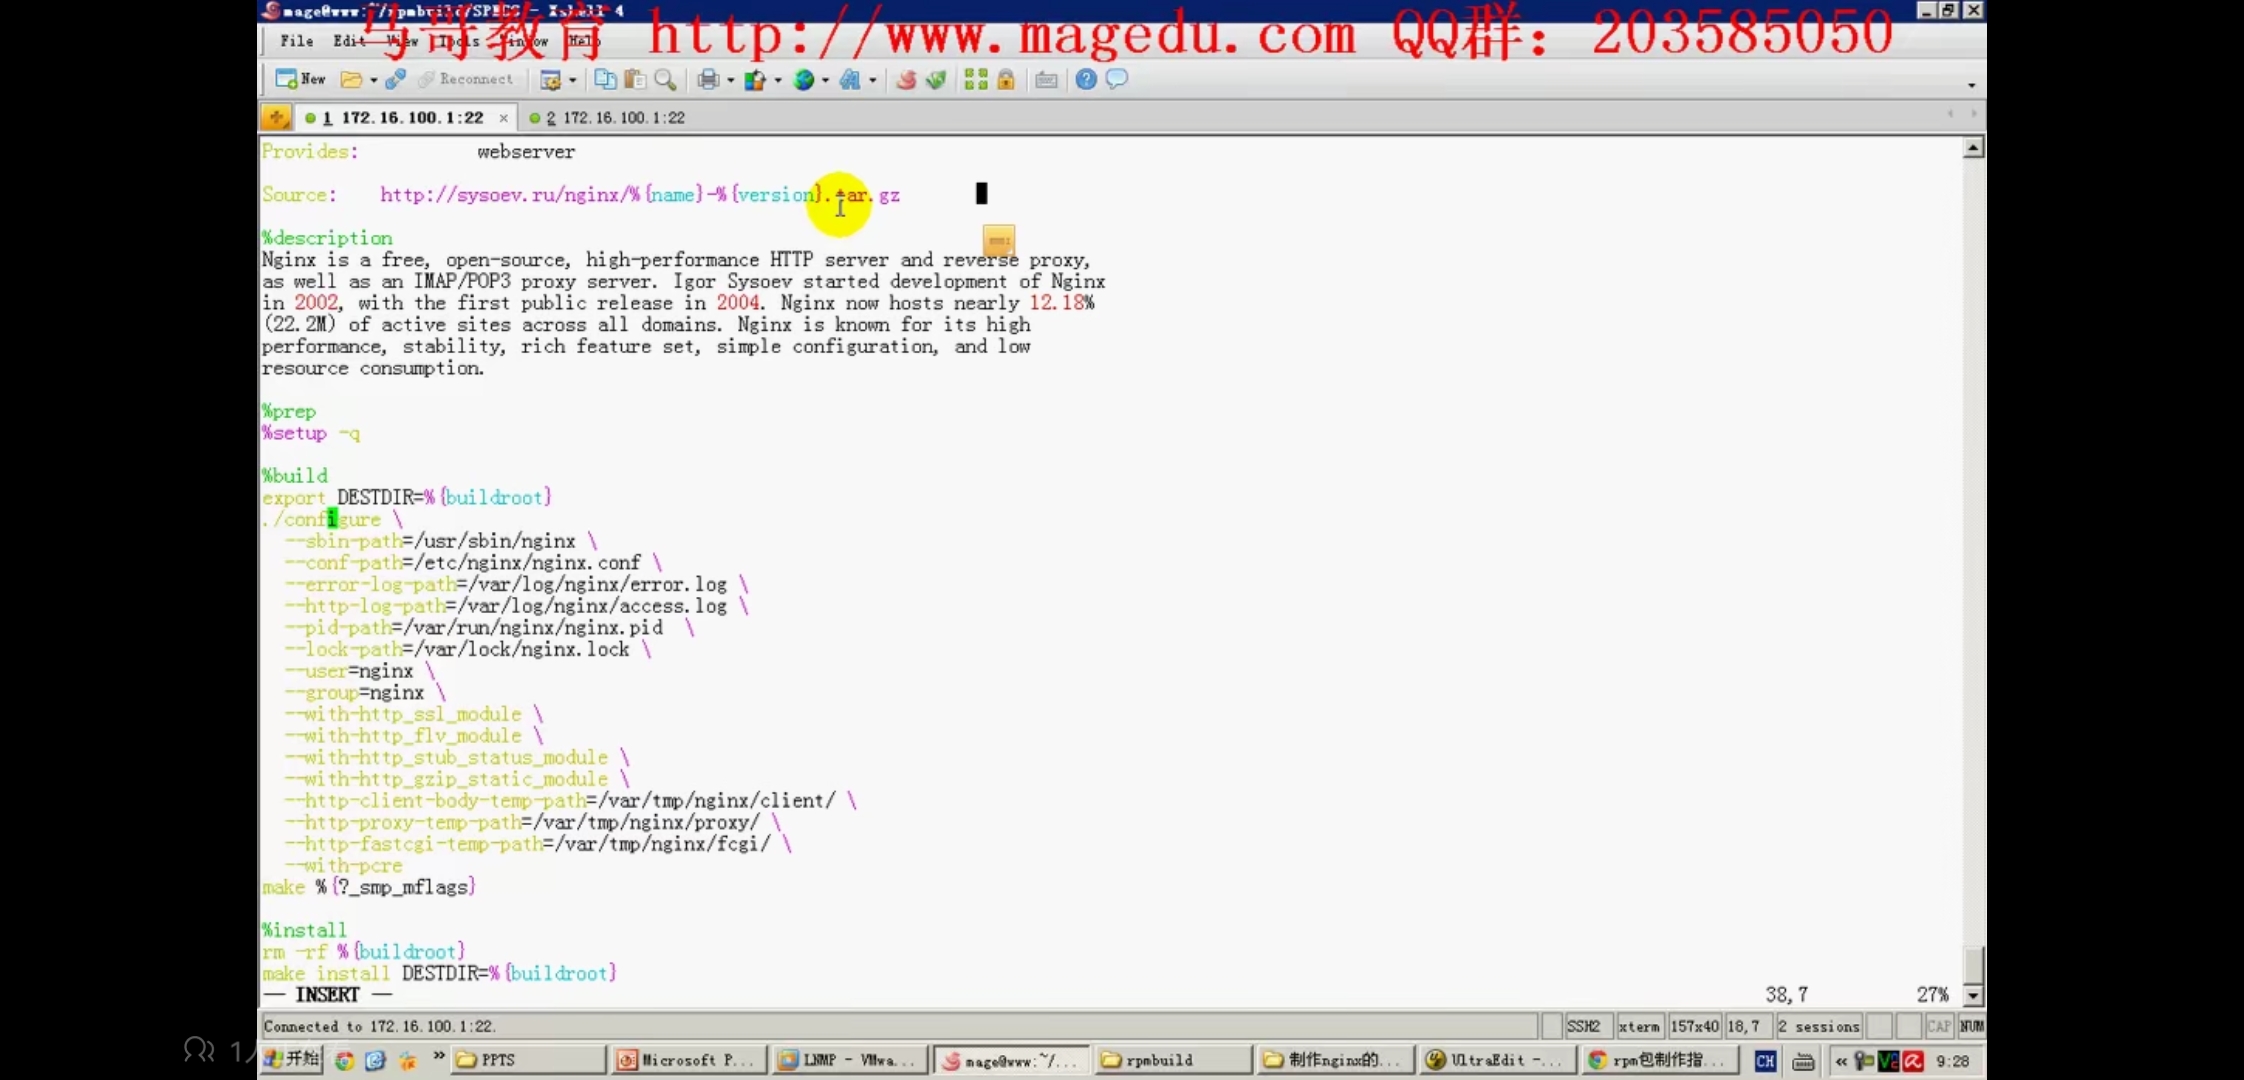 mage@www:~/rpmbuild/SPECS - Xshell 4
马哥教育 http://www.magedu.com QQ群：203585050
File Edit View Tools Window Help
New Reconnect
1 172.16.100.1:22 × 2 172.16.100.1:22
Provides: webserver
Source: http://sysoev.ru/nginx/%{name}-%{version}.tar.gz
%description
Nginx is a free, open-source, high-performance HTTP server and reverse proxy,
as well as an IMAP/POP3 proxy server. Igor Sysoev started development of Nginx
in 2002, with the first public release in 2004. Nginx now hosts nearly 12.18%
(22.2M) of active sites across all domains. Nginx is known for its high
performance, stability, rich feature set, simple configuration, and low
resource consumption.
%prep
%setup -q
%build
export DESTDIR=%{buildroot}
./configure \
--sbin-path=/usr/sbin/nginx \
--conf-path=/etc/nginx/nginx.conf \
--error-log-path=/var/log/nginx/error.log \
--http-log-path=/var/log/nginx/access.log \
--pid-path=/var/run/nginx/nginx.pid \
--lock-path=/var/lock/nginx.lock \
--user=nginx \
--group=nginx \
--with-http_ssl_module \
--with-http_flv_module \
--with-http_stub_status_module \
--with-http_gzip_static_module \
--http-client-body-temp-path=/var/tmp/nginx/client/ \
--http-proxy-temp-path=/var/tmp/nginx/proxy/ \
--http-fastcgi-temp-path=/var/tmp/nginx/fcgi/ \
--with-pcre
make %{?_smp_mflags}
%install
rm -rf %{buildroot}
make install DESTDIR=%{buildroot}
-- INSERT -- 38,7 27%
Connected to 172.16.100.1:22. SSH2 xterm 157x40 18,7 2 sessions CAP NUM
开始 » PPTS Microsoft P... LNMP - VMwa... mage@www:~/... rpmbuild 制作nginx的... UltraEdit -... rpm包制作指... CH « 9:28